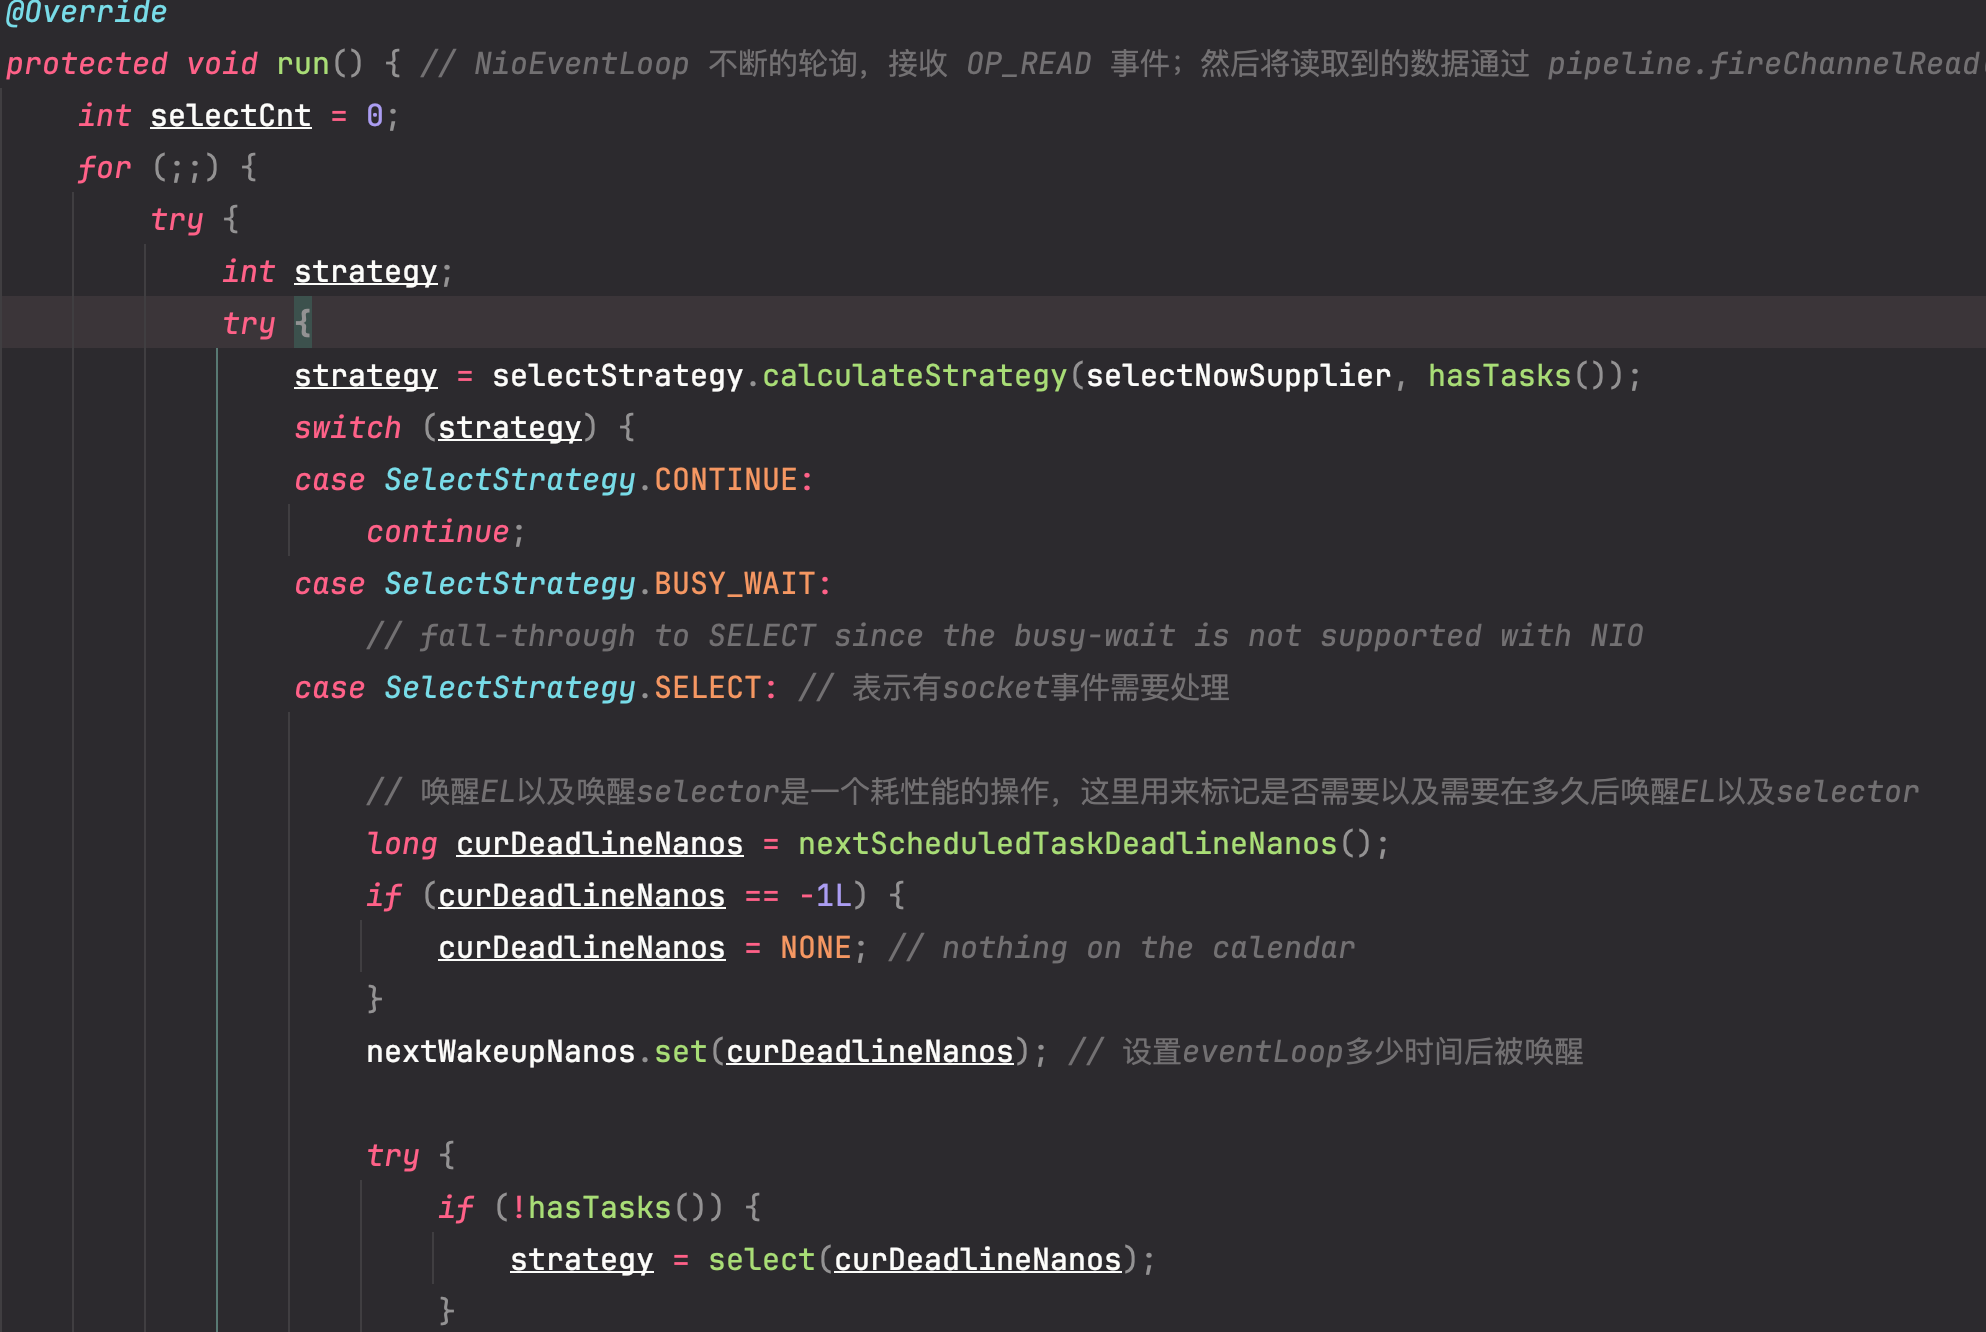 @Override
protected void run() { // NioEventLoop 不断的轮询，接收 OP_READ 事件；然后将读取到的数据通过 pipeline.fireChannelRead(
int selectCnt = 0;
for (;;) {
try {
int strategy;
try {
strategy = selectStrategy.calculateStrategy(selectNowSupplier, hasTasks());
switch (strategy) {
case SelectStrategy.CONTINUE:
continue;
case SelectStrategy.BUSY_WAIT:
// fall-through to SELECT since the busy-wait is not supported with NIO
case SelectStrategy.SELECT: // 表示有socket事件需要处理
// 唤醒EL以及唤醒selector是一个耗性能的操作，这里用来标记是否需要以及需要在多久后唤醒EL以及selector
long curDeadlineNanos = nextScheduledTaskDeadlineNanos();
if (curDeadlineNanos == -1L) {
curDeadlineNanos = NONE; // nothing on the calendar
}
nextWakeupNanos.set(curDeadlineNanos); // 设置eventLoop多少时间后被唤醒
try {
if (!hasTasks()) {
strategy = select(curDeadlineNanos);
}